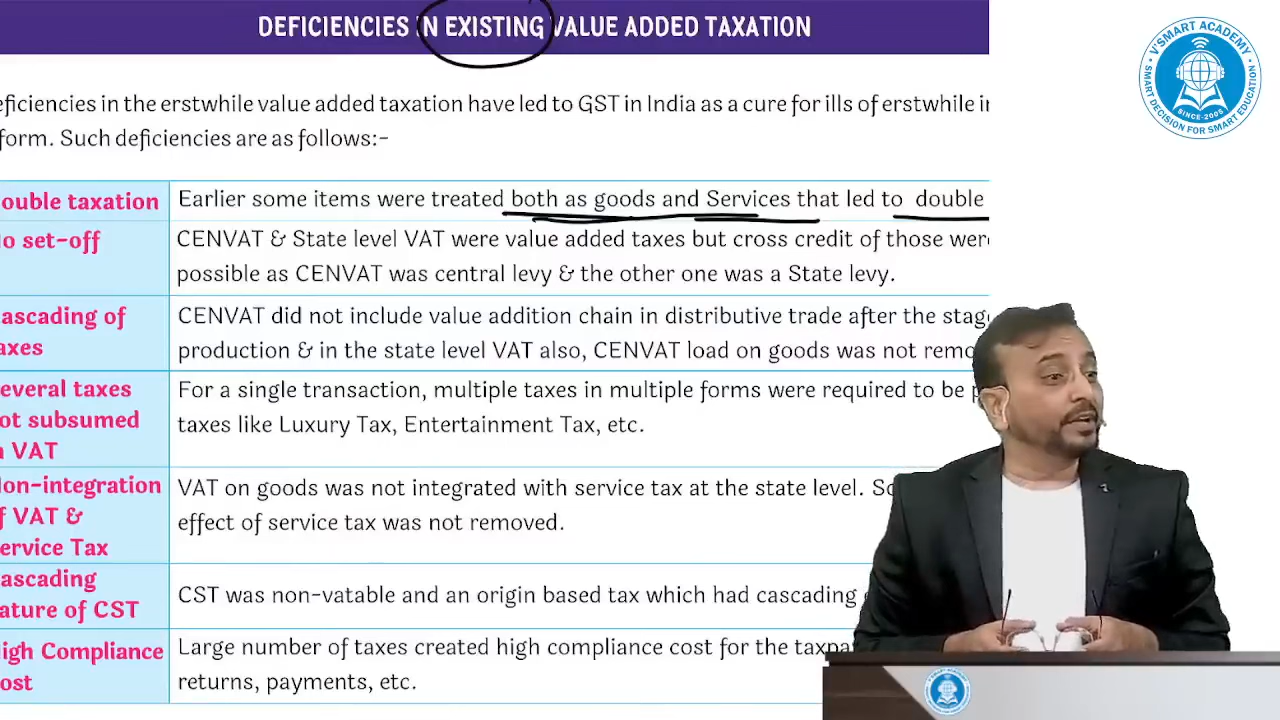 DEFICIENCIES IN EXISTING VALUE ADDED TAXATION
eficiencies in the erstwhile value added taxation have led to GST in India as a cure for ills of erstwhile in
form. Such deficiencies are as follows:-
ouble taxation
Earlier some items were treated both as goods and Services that led to double
o set-off
CENVAT & State level VAT were value added taxes but cross credit of those were
possible as CENVAT was central levy & the other one was a State levy.
ascading of
axes
CENVAT did not include value addition chain in distributive trade after the stag
production & in the state level VAT also, CENVAT load on goods was not remo
everal taxes
ot subsumed
n VAT
For a single transaction, multiple taxes in multiple forms were required to be p
taxes like Luxury Tax, Entertainment Tax, etc.
on-integration
f VAT &
ervice Tax
VAT on goods was not integrated with service tax at the state level. So
effect of service tax was not removed.
ascading
ature of CST
CST was non-vatable and an origin based tax which had cascading
igh Compliance
ost
Large number of taxes created high compliance cost for the taxpa
returns, payments, etc.
V'SMART ACADEMY
SINCE-2005
SMART DECISION FOR SMART EDUCATION